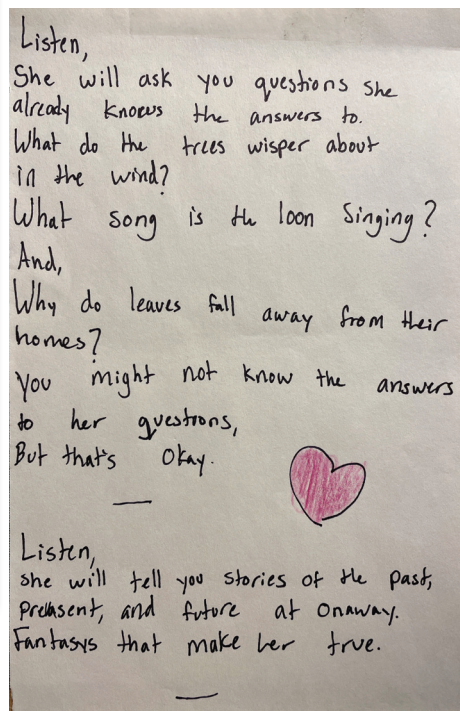 Listen,
She will ask you questions she
already knows the answers to.
What do the trees wisper about
in the wind?
What song is the loon Singing?
And,
Why do leaves fall away from their
homes?
you might not know the answers
to her questions,
But that's Okay.
Listen,
she will tell you stories of the past,
and future at Onaway.
Fantasys that make her true.